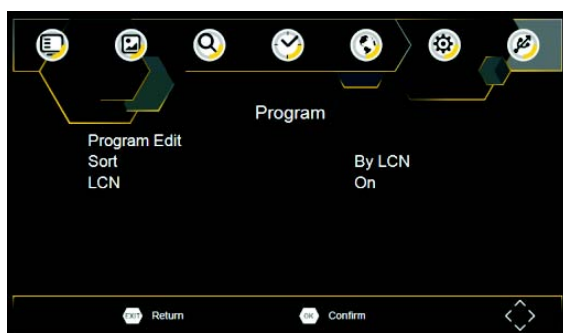 Program
Program Edit
Sort By LCN
LCN On
EXIT Return OK Confirm